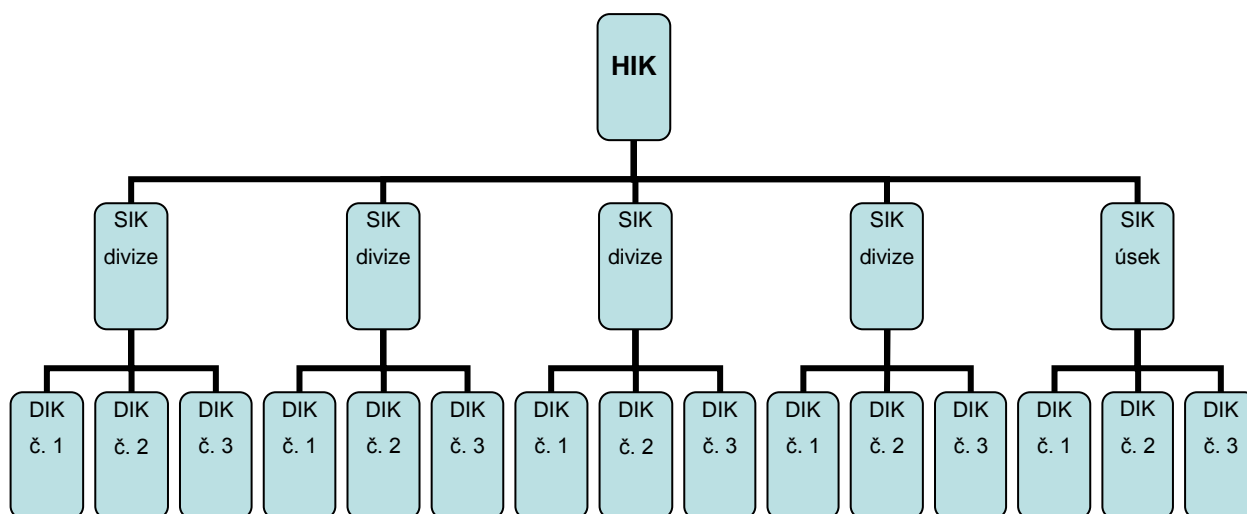 HIK
SIK
divize
SIK
divize
SIK
divize
SIK
divize
SIK
úsek
DIK
č. 1
DIK
č. 2
DIK
č. 3
DIK
č. 1
DIK
č. 2
DIK
č. 3
DIK
č. 1
DIK
č. 2
DIK
č. 3
DIK
č. 1
DIK
č. 2
DIK
č. 3
DIK
č. 1
DIK
č. 2
DIK
č. 3